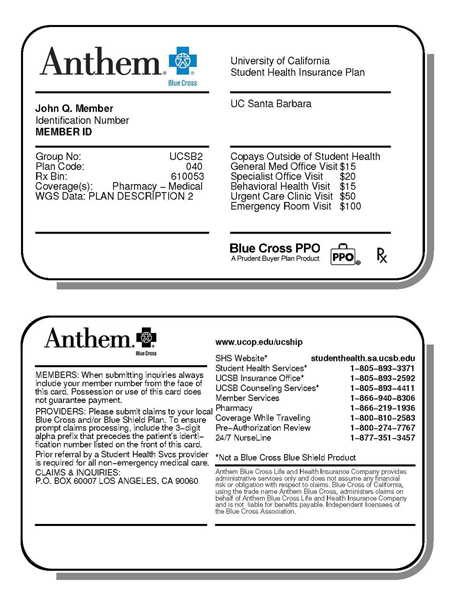 Anthem.
Blue Cross
University of California
Student Health Insurance Plan
John Q. Member
Identification Number
MEMBER ID
UC Santa Barbara
Group No: UCSB2
Plan Code: 040
Rx Bin: 610053
Coverage(s): Pharmacy – Medical
WGS Data: PLAN DESCRIPTION 2
Copays Outside of Student Health
General Med Office Visit $15
Specialist Office Visit $20
Behavioral Health Visit $15
Urgent Care Clinic Visit $50
Emergency Room Visit $100
Blue Cross PPO
A Prudent Buyer Plan Product
PPO
Rx
Anthem.
Blue Cross
MEMBERS: When submitting inquiries always
include your member number from the face of
this card. Possession or use of this card does
not guarantee payment.
PROVIDERS: Please submit claims to your local
Blue Cross and/or Blue Shield Plan. To ensure
prompt claims processing, include the 3-digit
alpha prefix that precedes the patient's identi-
fication number listed on the front of this card.
Prior referral by a Student Health Svcs provider
is required for all non-emergency medical care.
CLAIMS & INQUIRIES:
P.O. BOX 60007 LOS ANGELES, CA 90060
www.ucop.edu/ucship
SHS Website* studenthealth.sa.ucsb.edu
Student Health Services* 1-805-893-3371
UCSB Insurance Office* 1-805-893-2592
UCSB Counseling Services* 1-805-893-4411
Member Services 1-866-940-8306
Pharmacy 1-866-219-1936
Coverage While Traveling 1-800-810-2583
Pre-Authorization Review 1-800-274-7767
24/7 NurseLine 1-877-351-3457
*Not a Blue Cross Blue Shield Product
Anthem Blue Cross Life and Health Insurance Company provides
administrative services only and does not assume any financial
risk or obligation with respect to claims. Blue Cross of California,
using the trade name Anthem Blue Cross, administers claims on
behalf of Anthem Blue Cross Life and Health Insurance Company
and is not liable for benefits payable. Independent licensees of
the Blue Cross Association.